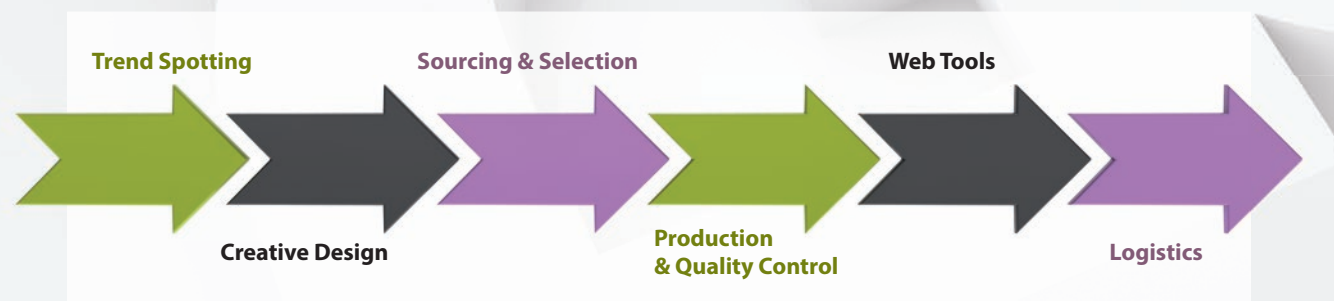 Trend Spotting
Creative Design
Sourcing & Selection
Production
& Quality Control
Web Tools
Logistics